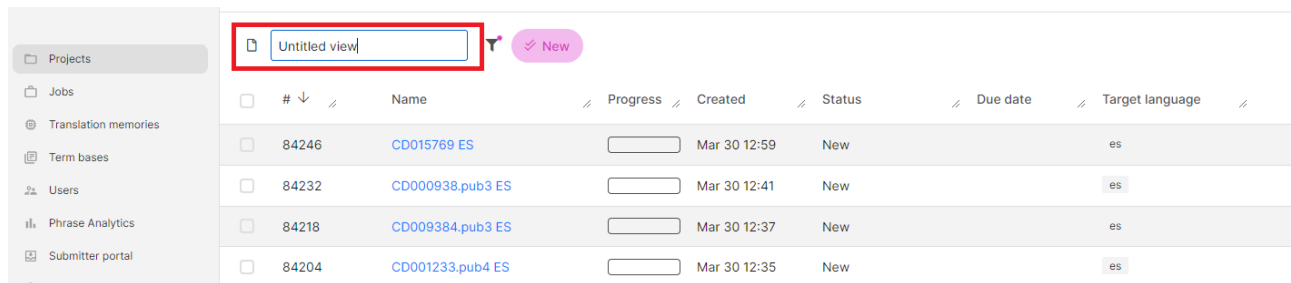 Untitled view
New
Projects
Jobs
Translation memories
Term bases
Users
Phrase Analytics
Submitter portal
# Name Progress Created Status Due date Target language
84246 CD015769 ES Mar 30 12:59 New es
84232 CD000938.pub3 ES Mar 30 12:41 New es
84218 CD009384.pub3 ES Mar 30 12:37 New es
84204 CD001233.pub4 ES Mar 30 12:35 New es